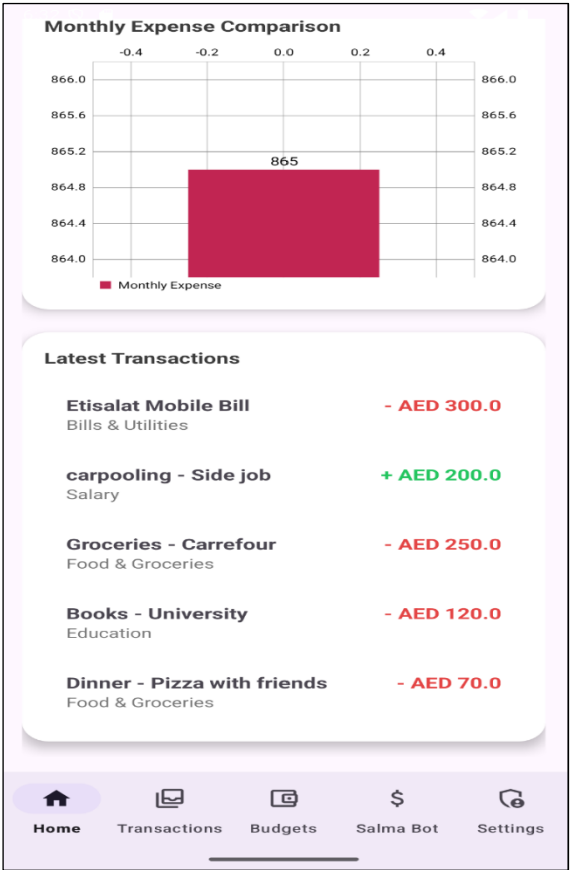 Monthly Expense Comparison
-0.4 -0.2 0.0 0.2 0.4
866.0 866.0
865.6 865.6
865.2 865.2
865
864.8 864.8
864.4 864.4
864.0 864.0
Monthly Expense
Latest Transactions
Etisalat Mobile Bill - AED 300.0
Bills & Utilities
carpooling - Side job + AED 200.0
Salary
Groceries - Carrefour - AED 250.0
Food & Groceries
Books - University - AED 120.0
Education
Dinner - Pizza with friends - AED 70.0
Food & Groceries
Home Transactions Budgets Salma Bot Settings